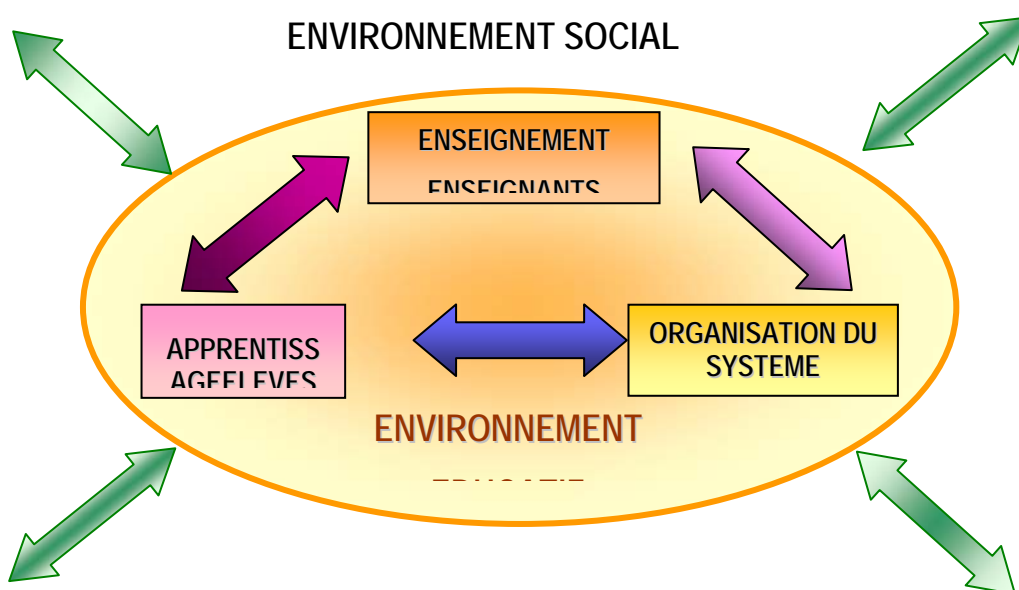 ENVIRONNEMENT SOCIAL
ENSEIGNEMENT
ENSEIGNANTS
APPRENTISS
AGEELEVES
ORGANISATION DU
SYSTEME
ENVIRONNEMENT